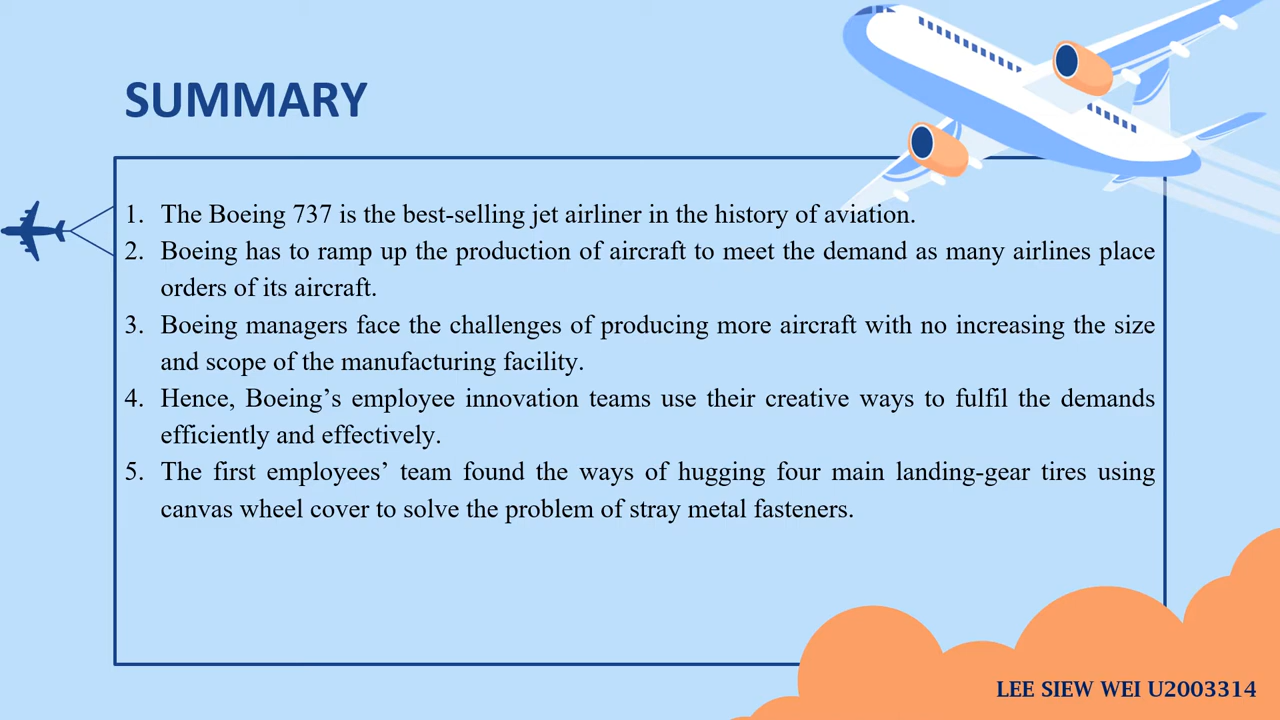 SUMMARY
1. The Boeing 737 is the best-selling jet airliner in the history of aviation.
2. Boeing has to ramp up the production of aircraft to meet the demand as many airlines place
orders of its aircraft.
3. Boeing managers face the challenges of producing more aircraft with no increasing the size
and scope of the manufacturing facility.
4. Hence, Boeing’s employee innovation teams use their creative ways to fulfil the demands
efficiently and effectively.
5. The first employees’ team found the ways of hugging four main landing-gear tires using
canvas wheel cover to solve the problem of stray metal fasteners.
LEE SIEW WEI U2003314